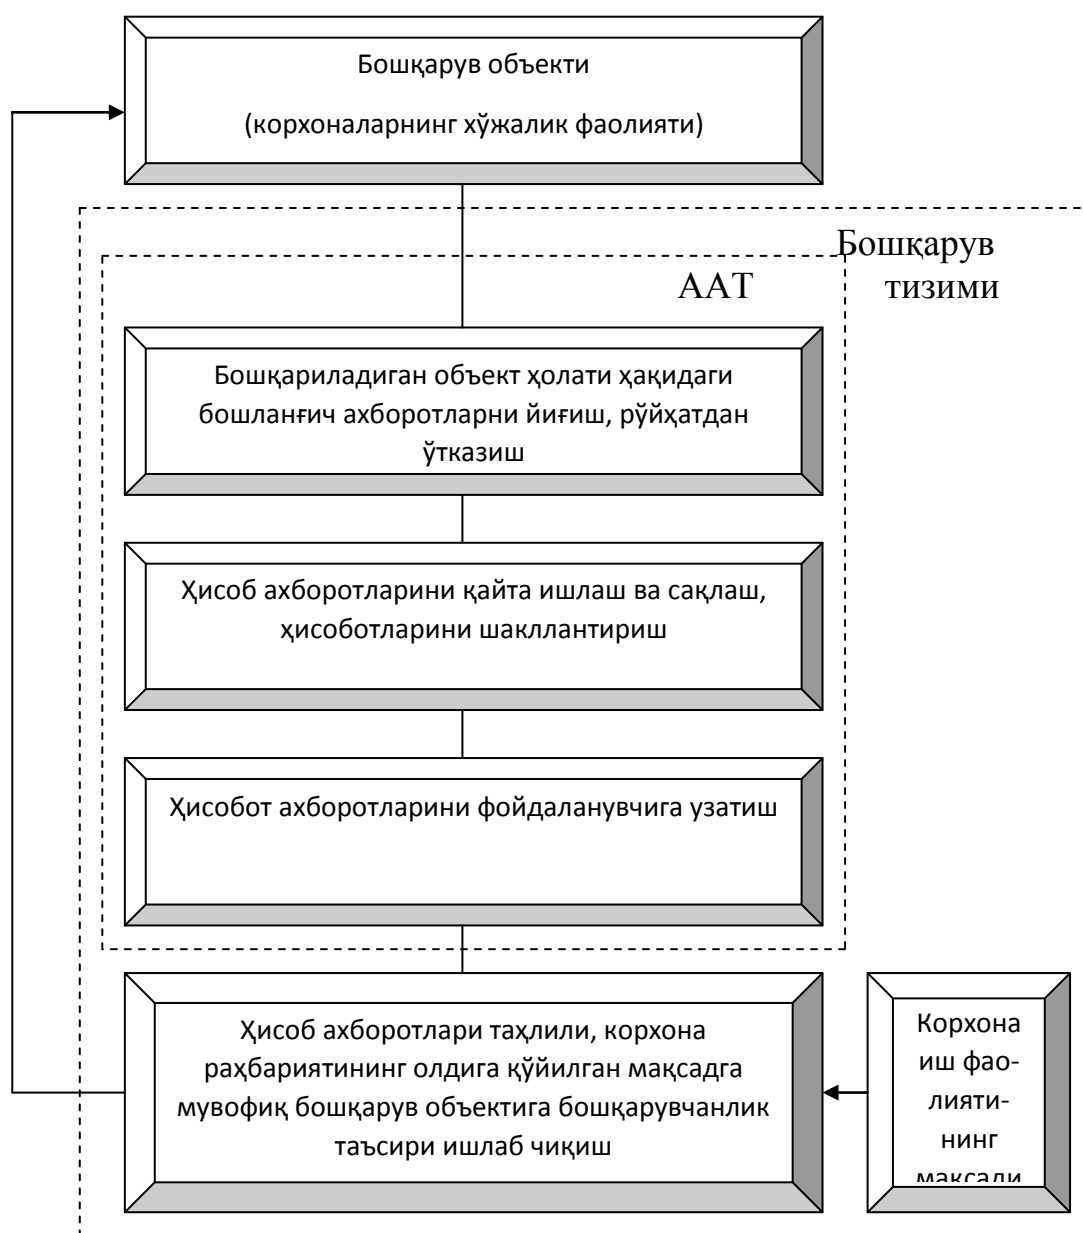 Бошқарув объекти
(корхоналарнинг хўжалик фаолияти)
Бошқарув
тизими
ААТ
Бошқариладиган объект ҳолати ҳақидаги
бошланғич ахборотларни йиғиш, рўйҳатдан
ўтказиш
Ҳисоб ахборотларини қайта ишлаш ва сақлаш,
ҳисоботларини шакллантириш
Ҳисобот ахборотларини фойдаланувчига узатиш
Ҳисоб ахборотлари таҳлили, корхона
раҳбариятининг олдига қўйилган мақсадга
мувофиқ бошқарув объектига бошқарувчанлик
таъсири ишлаб чиқиш
Корхона
иш фао-
лияти-
нинг
мақсади